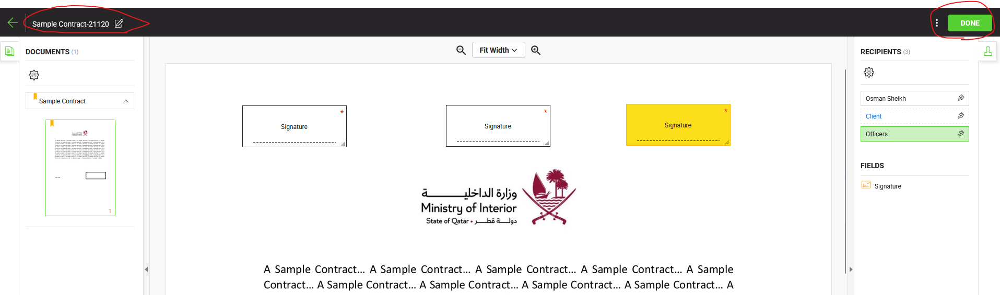 Sample Contract-21120
DONE
DOCUMENTS (1)
Fit Width
RECIPIENTS (3)
Sample Contract
Osman Sheikh
Client
Officers
FIELDS
Signature
* Signature
* Signature
* Signature
وزارة الداخلية
Ministry of Interior
State of Qatar • دولة قطر
A Sample Contract... A Sample Contract... A Sample Contract... A Sample Contract... A Sample
Contract... A Sample Contract... A Sample Contract... A Sample Contract... A Sample Contract... A
1